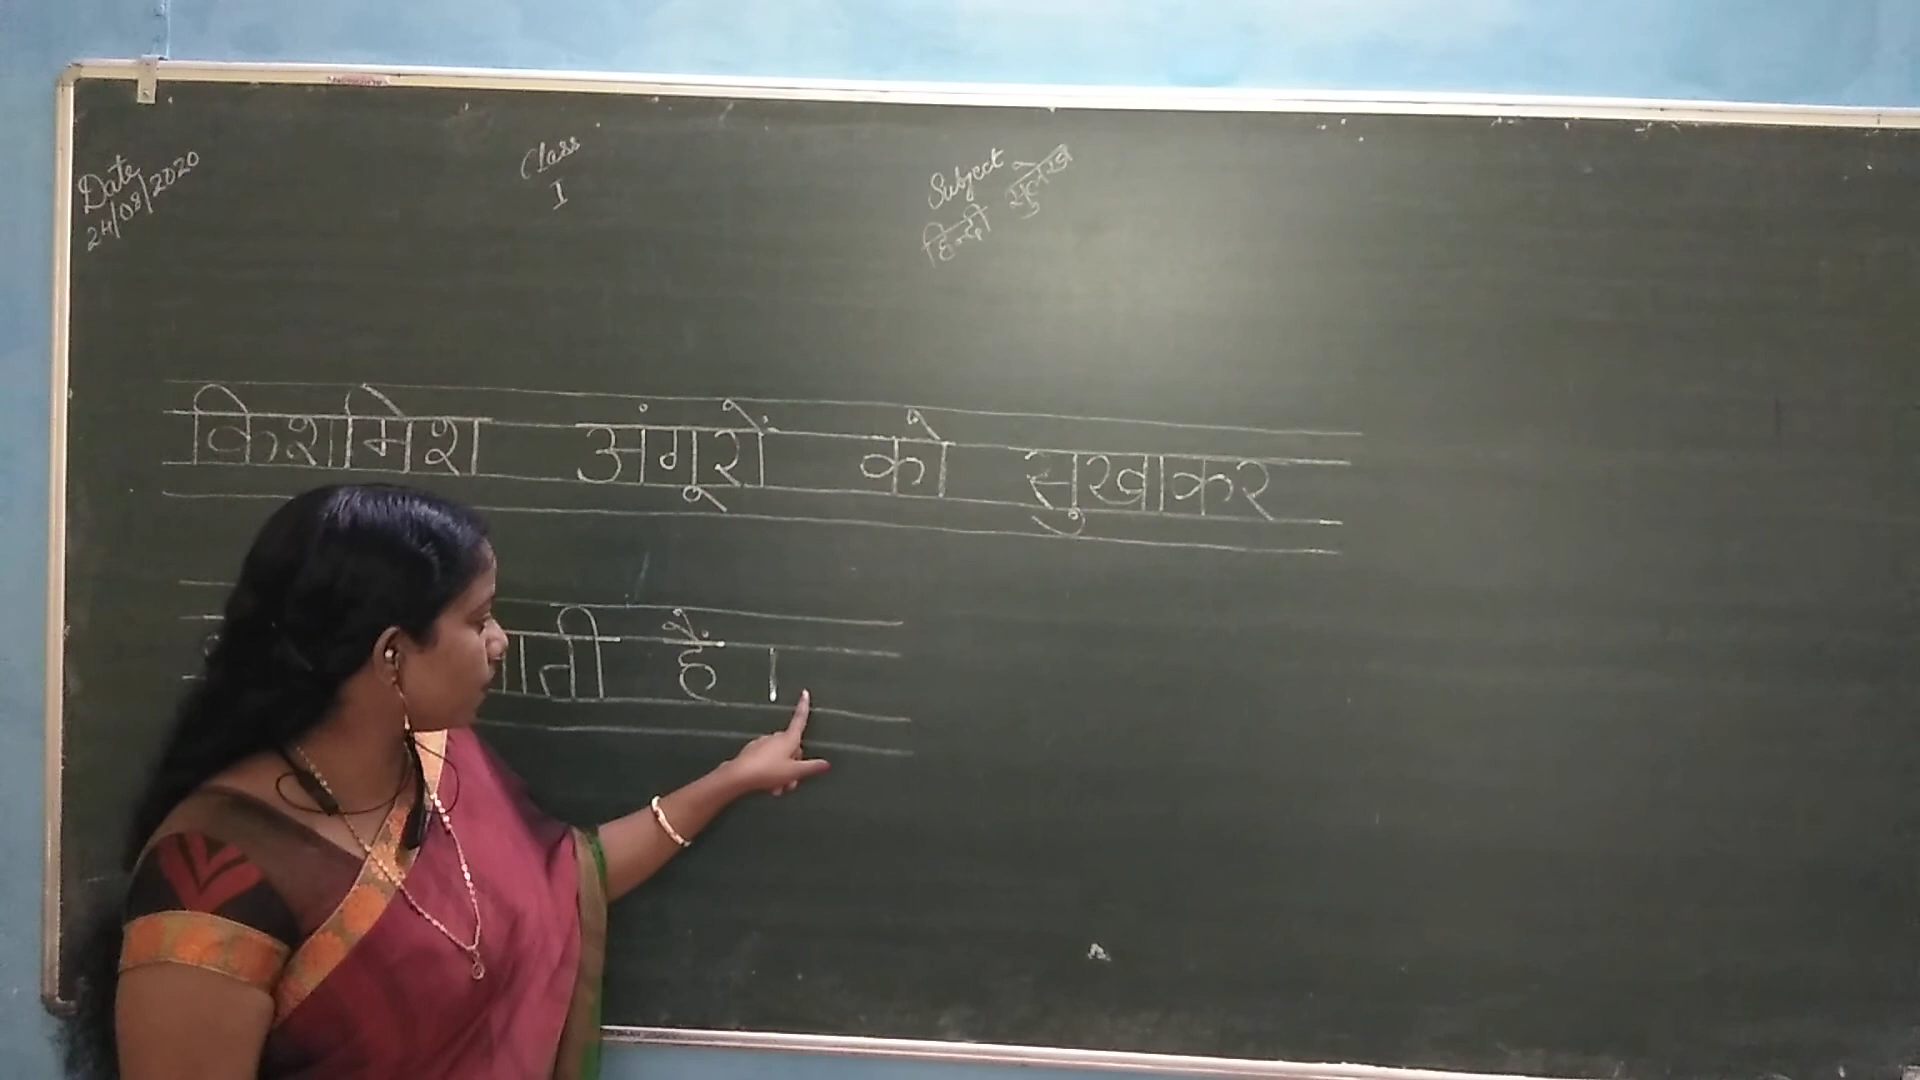 Date Class Subject
24/08/2020 I हिन्दी सुलेख
किशमिश अंगूरों को सुखाकर
ाती हैं ।